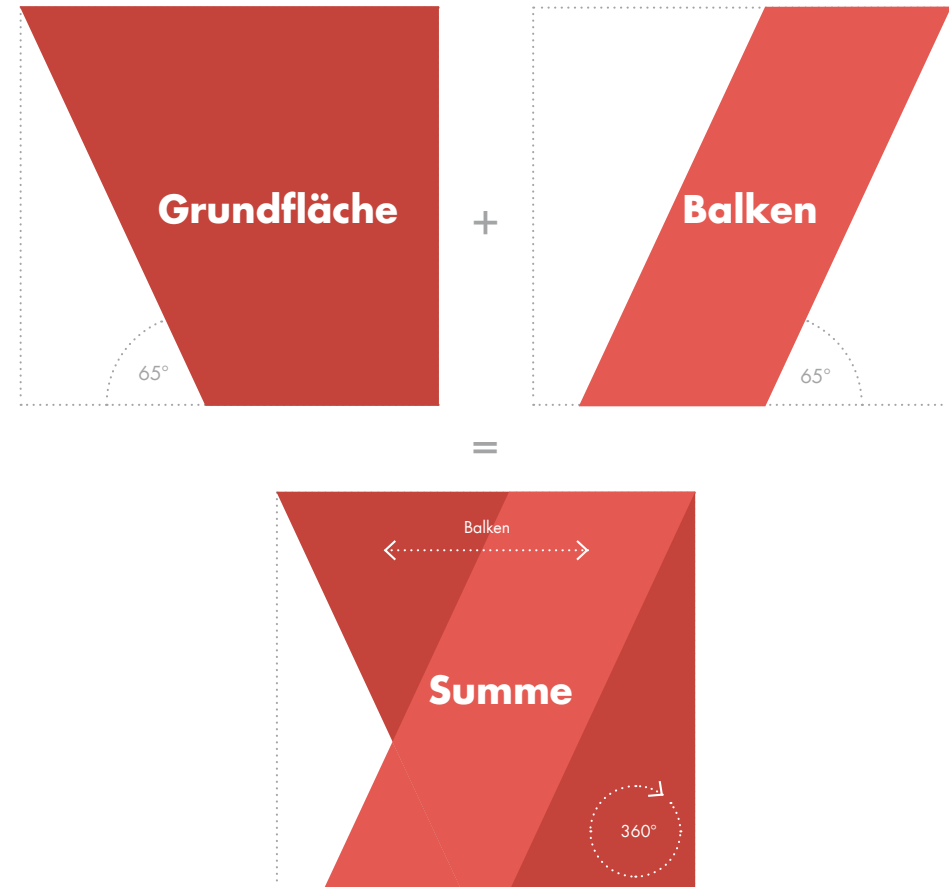 Grundfläche
+
Balken
65°
65°
=
Balken
Summe
360°